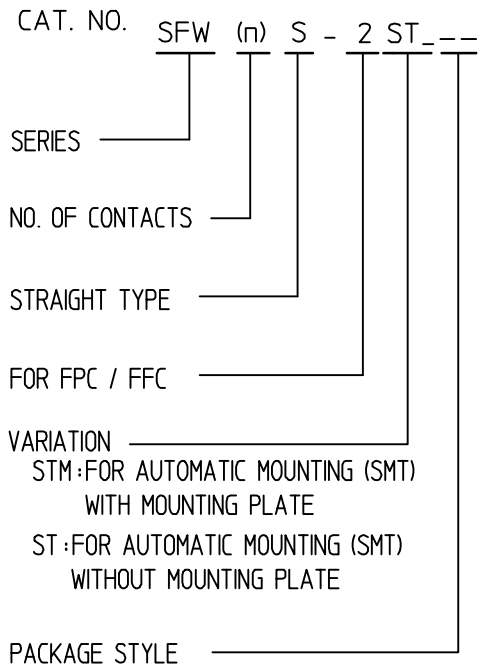 CAT. NO. SFW (n) S - 2 ST_ _ _
SERIES
NO. OF CONTACTS
STRAIGHT TYPE
FOR FPC / FFC
VARIATION
STM:FOR AUTOMATIC MOUNTING (SMT)
WITH MOUNTING PLATE
ST :FOR AUTOMATIC MOUNTING (SMT)
WITHOUT MOUNTING PLATE
PACKAGE STYLE